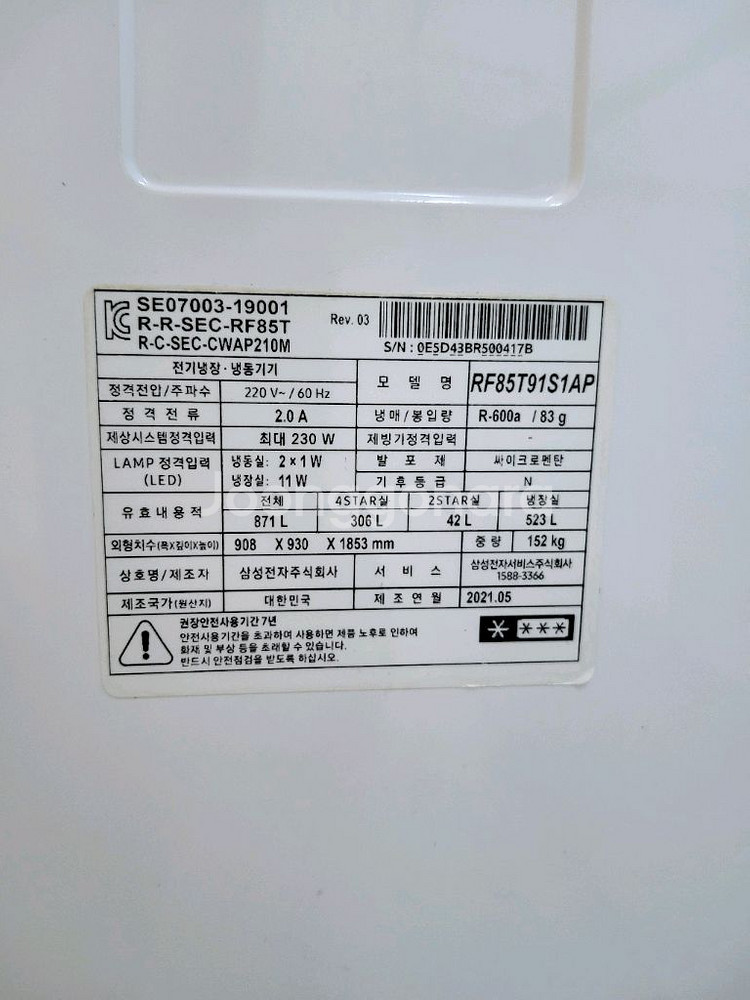 SE07003-19001
R-R-SEC-RF85T
R-C-SEC-CWAP210M
Rev. 03
S/N : 0E5D43BR500417B
전기냉장·냉동기기
모 델 명 RF85T91S1AP
정격전압/주파수 220 V~ / 60 Hz
정 격 전 류 2.0 A 냉매/봉입량 R-600a / 83 g
제상시스템정격입력 최대 230 W 제빙기정격입력 -
LAMP 정격입력 (LED) 냉동실: 2 x 1 W 발 포 제 싸이크로펜탄
냉장실: 11 W 기 후 등 급 N
유 효 내 용 적 전체 4STAR실 2STAR실 냉장실
871 L 306 L 42 L 523 L
외형치수(폭X깊이X높이) 908 X 930 X 1853 mm 중 량 152 kg
상호명/제조자 삼성전자주식회사 서 비 스 삼성전자서비스주식회사
1588-3366
제조국가(원산지) 대한민국 제 조 연 월 2021.05
권장안전사용기간 7년
안전사용기간을 초과하여 사용하면 제품 노후로 인하여
화재 및 부상 등을 초래할 수 있습니다.
반드시 안전점검을 받도록 하십시오.
Joonggonara